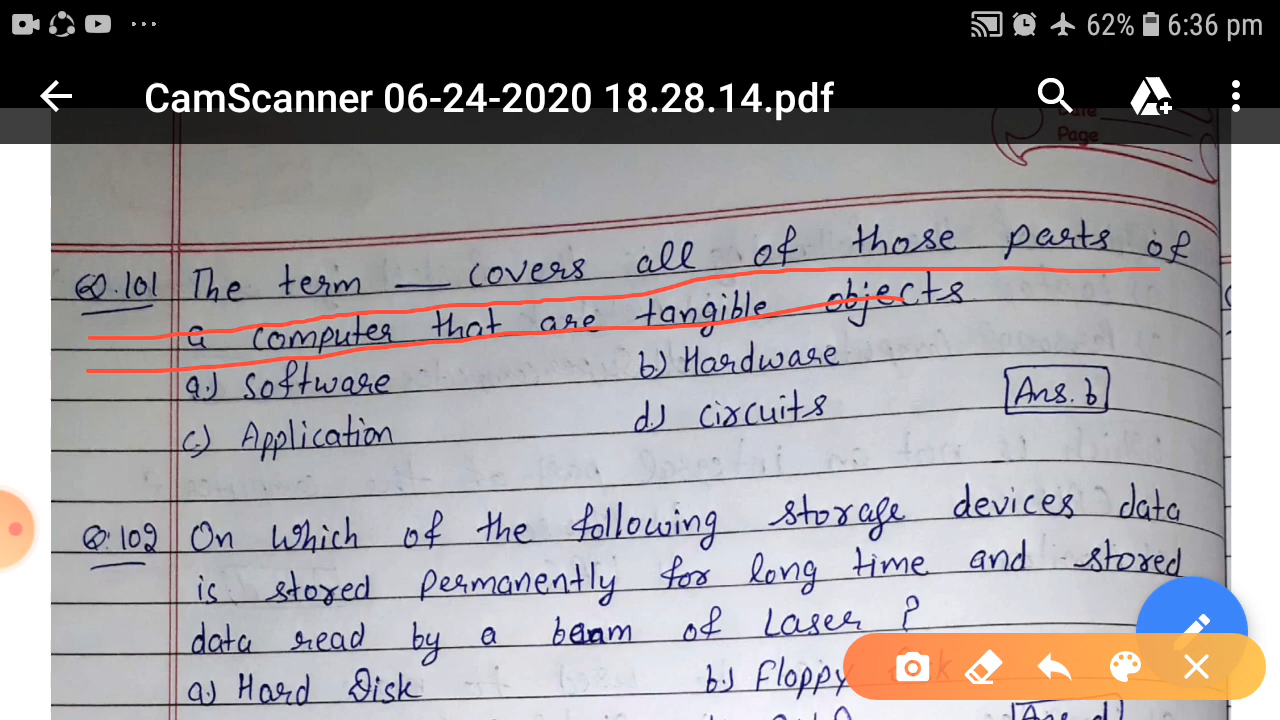 62% 6:36 pm
CamScanner 06-24-2020 18.28.14.pdf
Date
Page
Q.101 The term — covers all of those parts of
a computer that are tangible objects
a.) Software b.) Hardware
c.) Application d.) Circuits Ans. b
Q.102 On which of the following storage devices data
is stored permanently for long time and stored
data read by a beam of Laser ?
a.) Hard Disk b.) Floppy
Ans. d